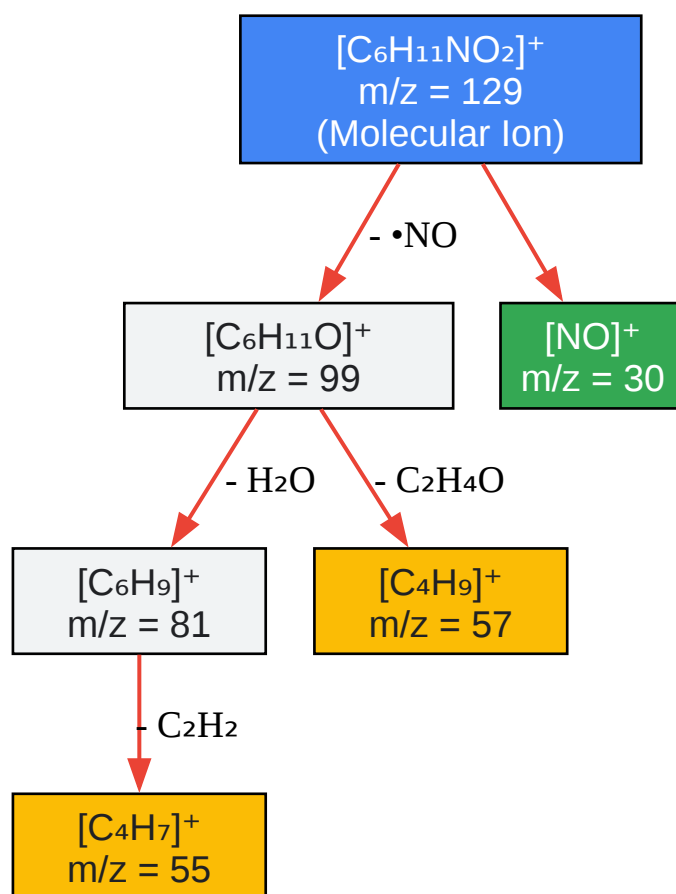 [C₆H₁₁NO₂]⁺
m/z = 129
(Molecular Ion)
- •NO
[C₆H₁₁O]⁺
m/z = 99
[NO]⁺
m/z = 30
- H₂O
- C₂H₄O
[C₆H₉]⁺
m/z = 81
[C₄H₉]⁺
m/z = 57
- C₂H₂
[C₄H₇]⁺
m/z = 55